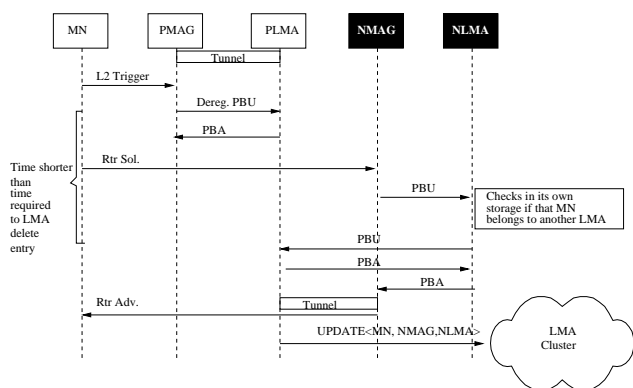 MN
PMAG
PLMA
NMAG
NLMA
Tunnel
L2 Trigger
Dereg. PBU
PBA
Time shorter
than
time
required
to LMA
delete
entry
Rtr Sol.
PBU
Checks in its own
storage if that MN
belongs to another LMA
PBU
PBA
PBA
Tunnel
Rtr Adv.
UPDATE<MN, NMAG,NLMA>
LMA
Cluster